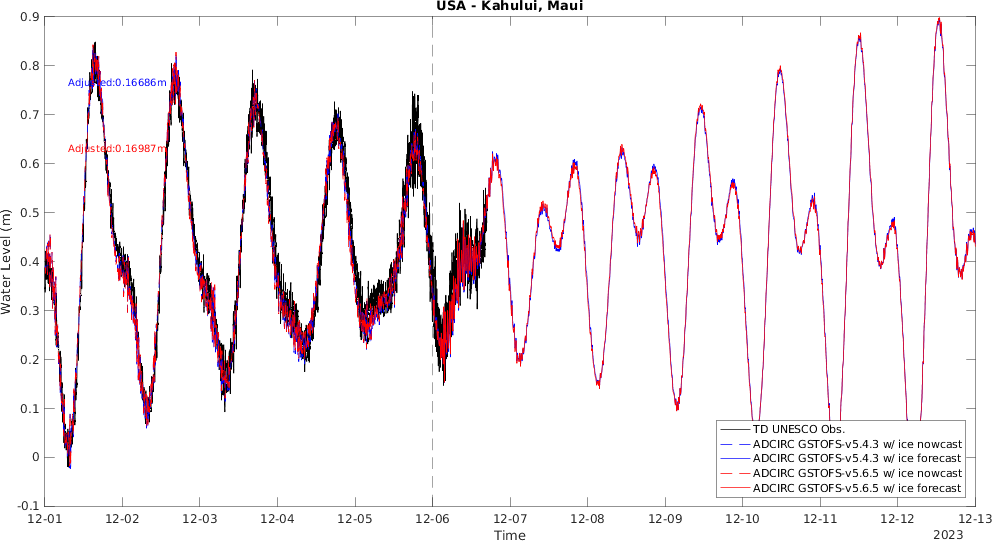 USA - Kahului, Maui
0.9
0.8
0.7
0.6
0.5
0.4
0.3
0.2
0.1
0
-0.1
Water Level (m)
Adjusted:0.16686m
Adjusted:0.16987m
TD UNESCO Obs.
ADCIRC GSTOFS-v5.4.3 w/ ice nowcast
ADCIRC GSTOFS-v5.4.3 w/ ice forecast
ADCIRC GSTOFS-v5.6.5 w/ ice nowcast
ADCIRC GSTOFS-v5.6.5 w/ ice forecast
12-01 12-02 12-03 12-04 12-05 12-06 12-07 12-08 12-09 12-10 12-11 12-12 12-13
Time
2023